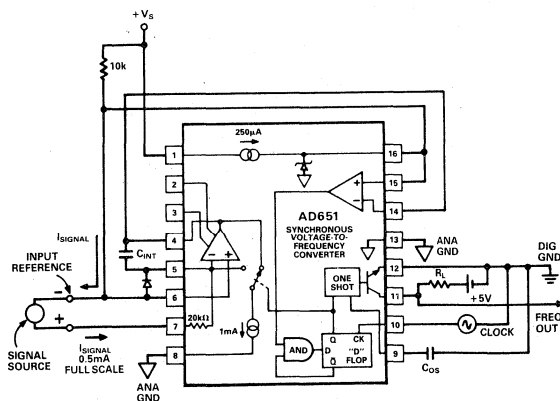 +VS
10k
250µA
1
16
2
15
3
14
AD651
SYNCHRONOUS
VOLTAGE-TO-
FREQUENCY
CONVERTER
ISIGNAL
4
13
ANA
GND
CINT
INPUT
REFERENCE
5
12
DIG
GND
ONE
SHOT
RL
6
11
+5V
FREQ
OUT
20kΩ
7
1mA
10
CLOCK
AND
Q CK
D "D"
FLOP
Q̅
SIGNAL
SOURCE
ISIGNAL
0.5mA
FULL SCALE
8
9
COS
ANA
GND